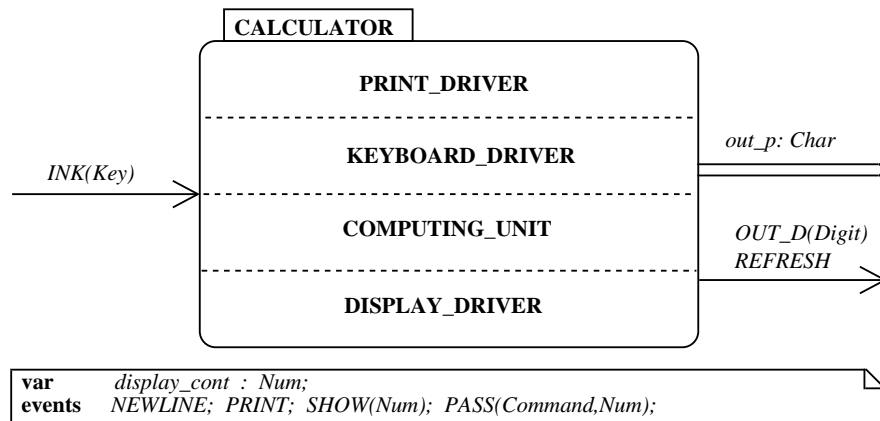 CALCULATOR
PRINT_DRIVER
KEYBOARD_DRIVER
out_p: Char
INK(Key)
COMPUTING_UNIT
OUT_D(Digit)
REFRESH
DISPLAY_DRIVER
var display_cont : Num;
events NEWLINE; PRINT; SHOW(Num); PASS(Command,Num);